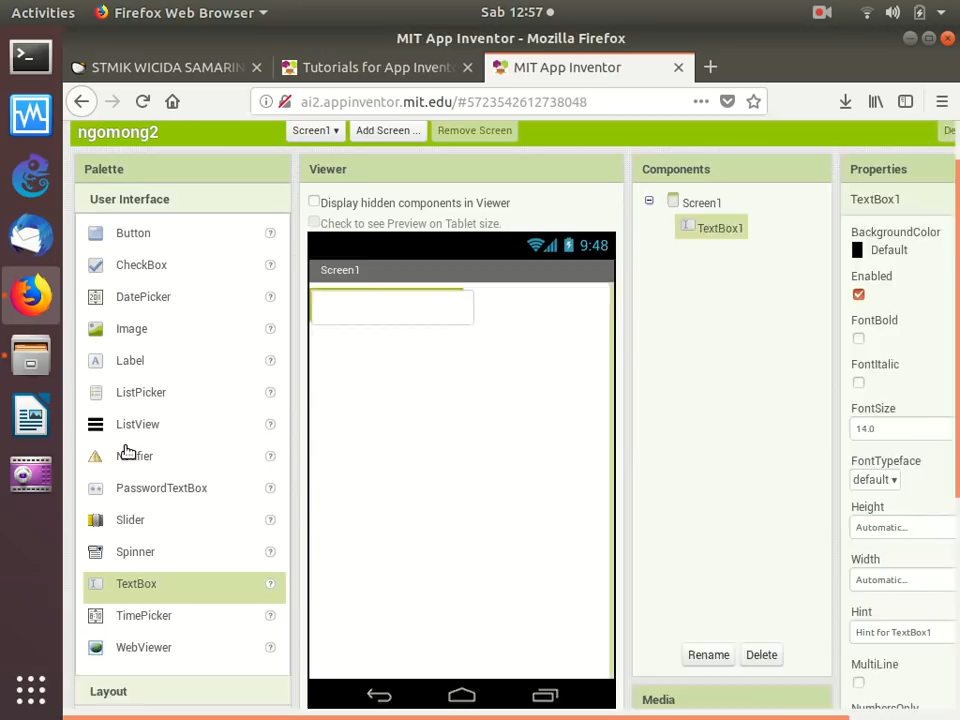 Activities
Firefox Web Browser
Sab 12:57
MIT App Inventor - Mozilla Firefox
STMIK WICIDA SAMARIN
Tutorials for App Invent
MIT App Inventor
ai2.appinventor.mit.edu/#5723542612738048
ngomong2
Screen1
Add Screen ...
Remove Screen
De
Palette
User Interface
Button
CheckBox
DatePicker
Image
Label
ListPicker
ListView
PasswordTextBox
Slider
Spinner
TextBox
TimePicker
WebViewer
Layout
Viewer
Display hidden components in Viewer
Check to see Preview on Tablet size.
9:48
Screen1
Components
Screen1
TextBox1
Rename
Delete
Media
Properties
TextBox1
BackgroundColor
Default
Enabled
FontBold
FontItalic
FontSize
14.0
FontTypeface
default
Height
Automatic...
Width
Automatic...
Hint
Hint for TextBox1
MultiLine
NumbersOnly